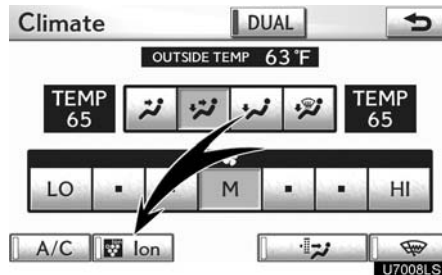 Climate DUAL
OUTSIDE TEMP 63°F
TEMP 65 TEMP 65
LO M HI
A/C Ion
U7008LS